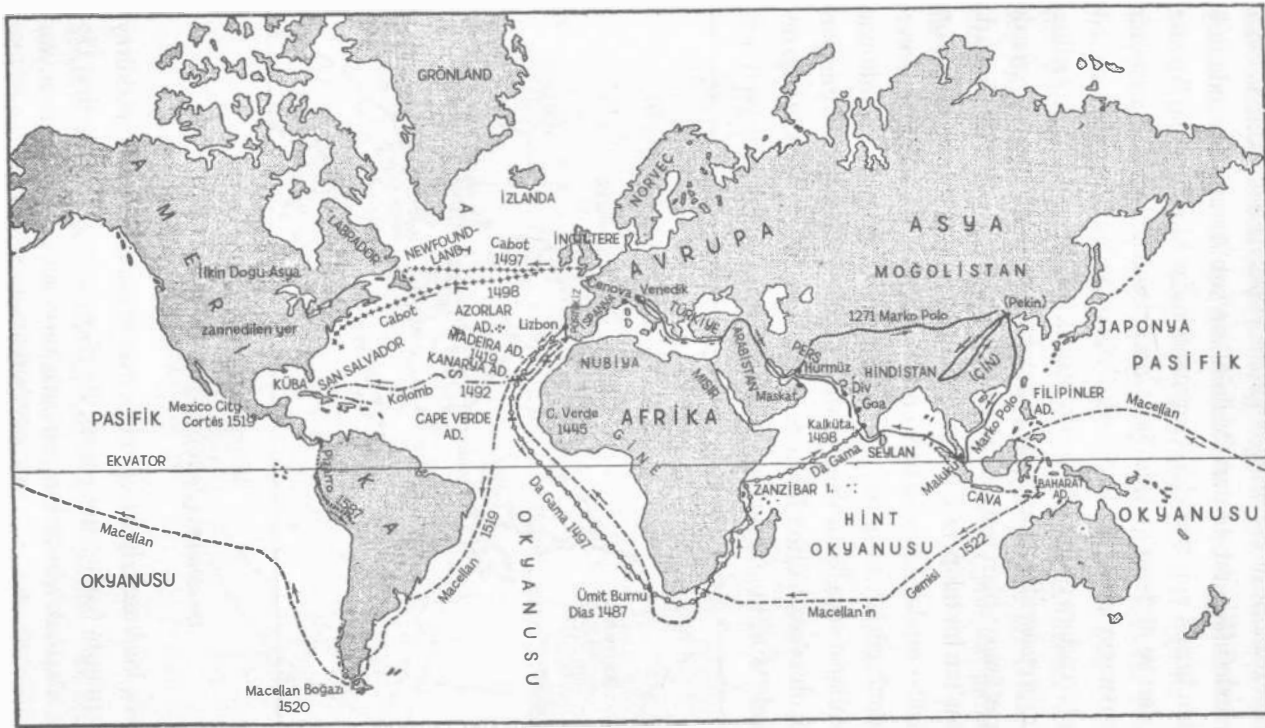 GRÖNLAND
İZLANDA
NORVEÇ
İNGİLTERE
AVRUPA
ASYA
MOĞOLİSTAN
AMERİKA
LABRADOR
NEWFOUND-
LAND
Cabot
1497
1498
Cabot
İlkin Doğu Asya
zannedilen yer
AZORLAR
AD.
MADEIRA AD.
1419
KANARYA AD.
Lizbon
İSPANYA
Cenova
Venedik
TÜRKİYE
1271 Marko Polo
(Pekin)
JAPONYA
PASİFİK
PERS
Hürmüz
ARABİSTAN
Maskat
HİNDİSTAN
(ÇİN)
Div
Goa
NUBİYA
MISIR
AFRİKA
SAN SALVADOR
KÜBA
Kolomb
1492
PASİFİK
Mexico City
Cortés 1519
CAPE VERDE
AD.
C. Verde
1445
GİNE
Kalküta
1498
Da Gama
SEYLAN
Marko Polo
FİLİPİNLER
AD.
Macellan
EKVATOR
Pizarro
Maluku
ZANZİBAR
CAVA
BAHARAT
AD.
OKYANUSU
Macellan
1519
Macellan
Da Gama 1497
OKYANUSU
HİNT
OKYANUSU
1522
Gemisi
OKYANUSU
Ümit Burnu
Dias 1487
Macellan'ın
Macellan Boğazı
1520